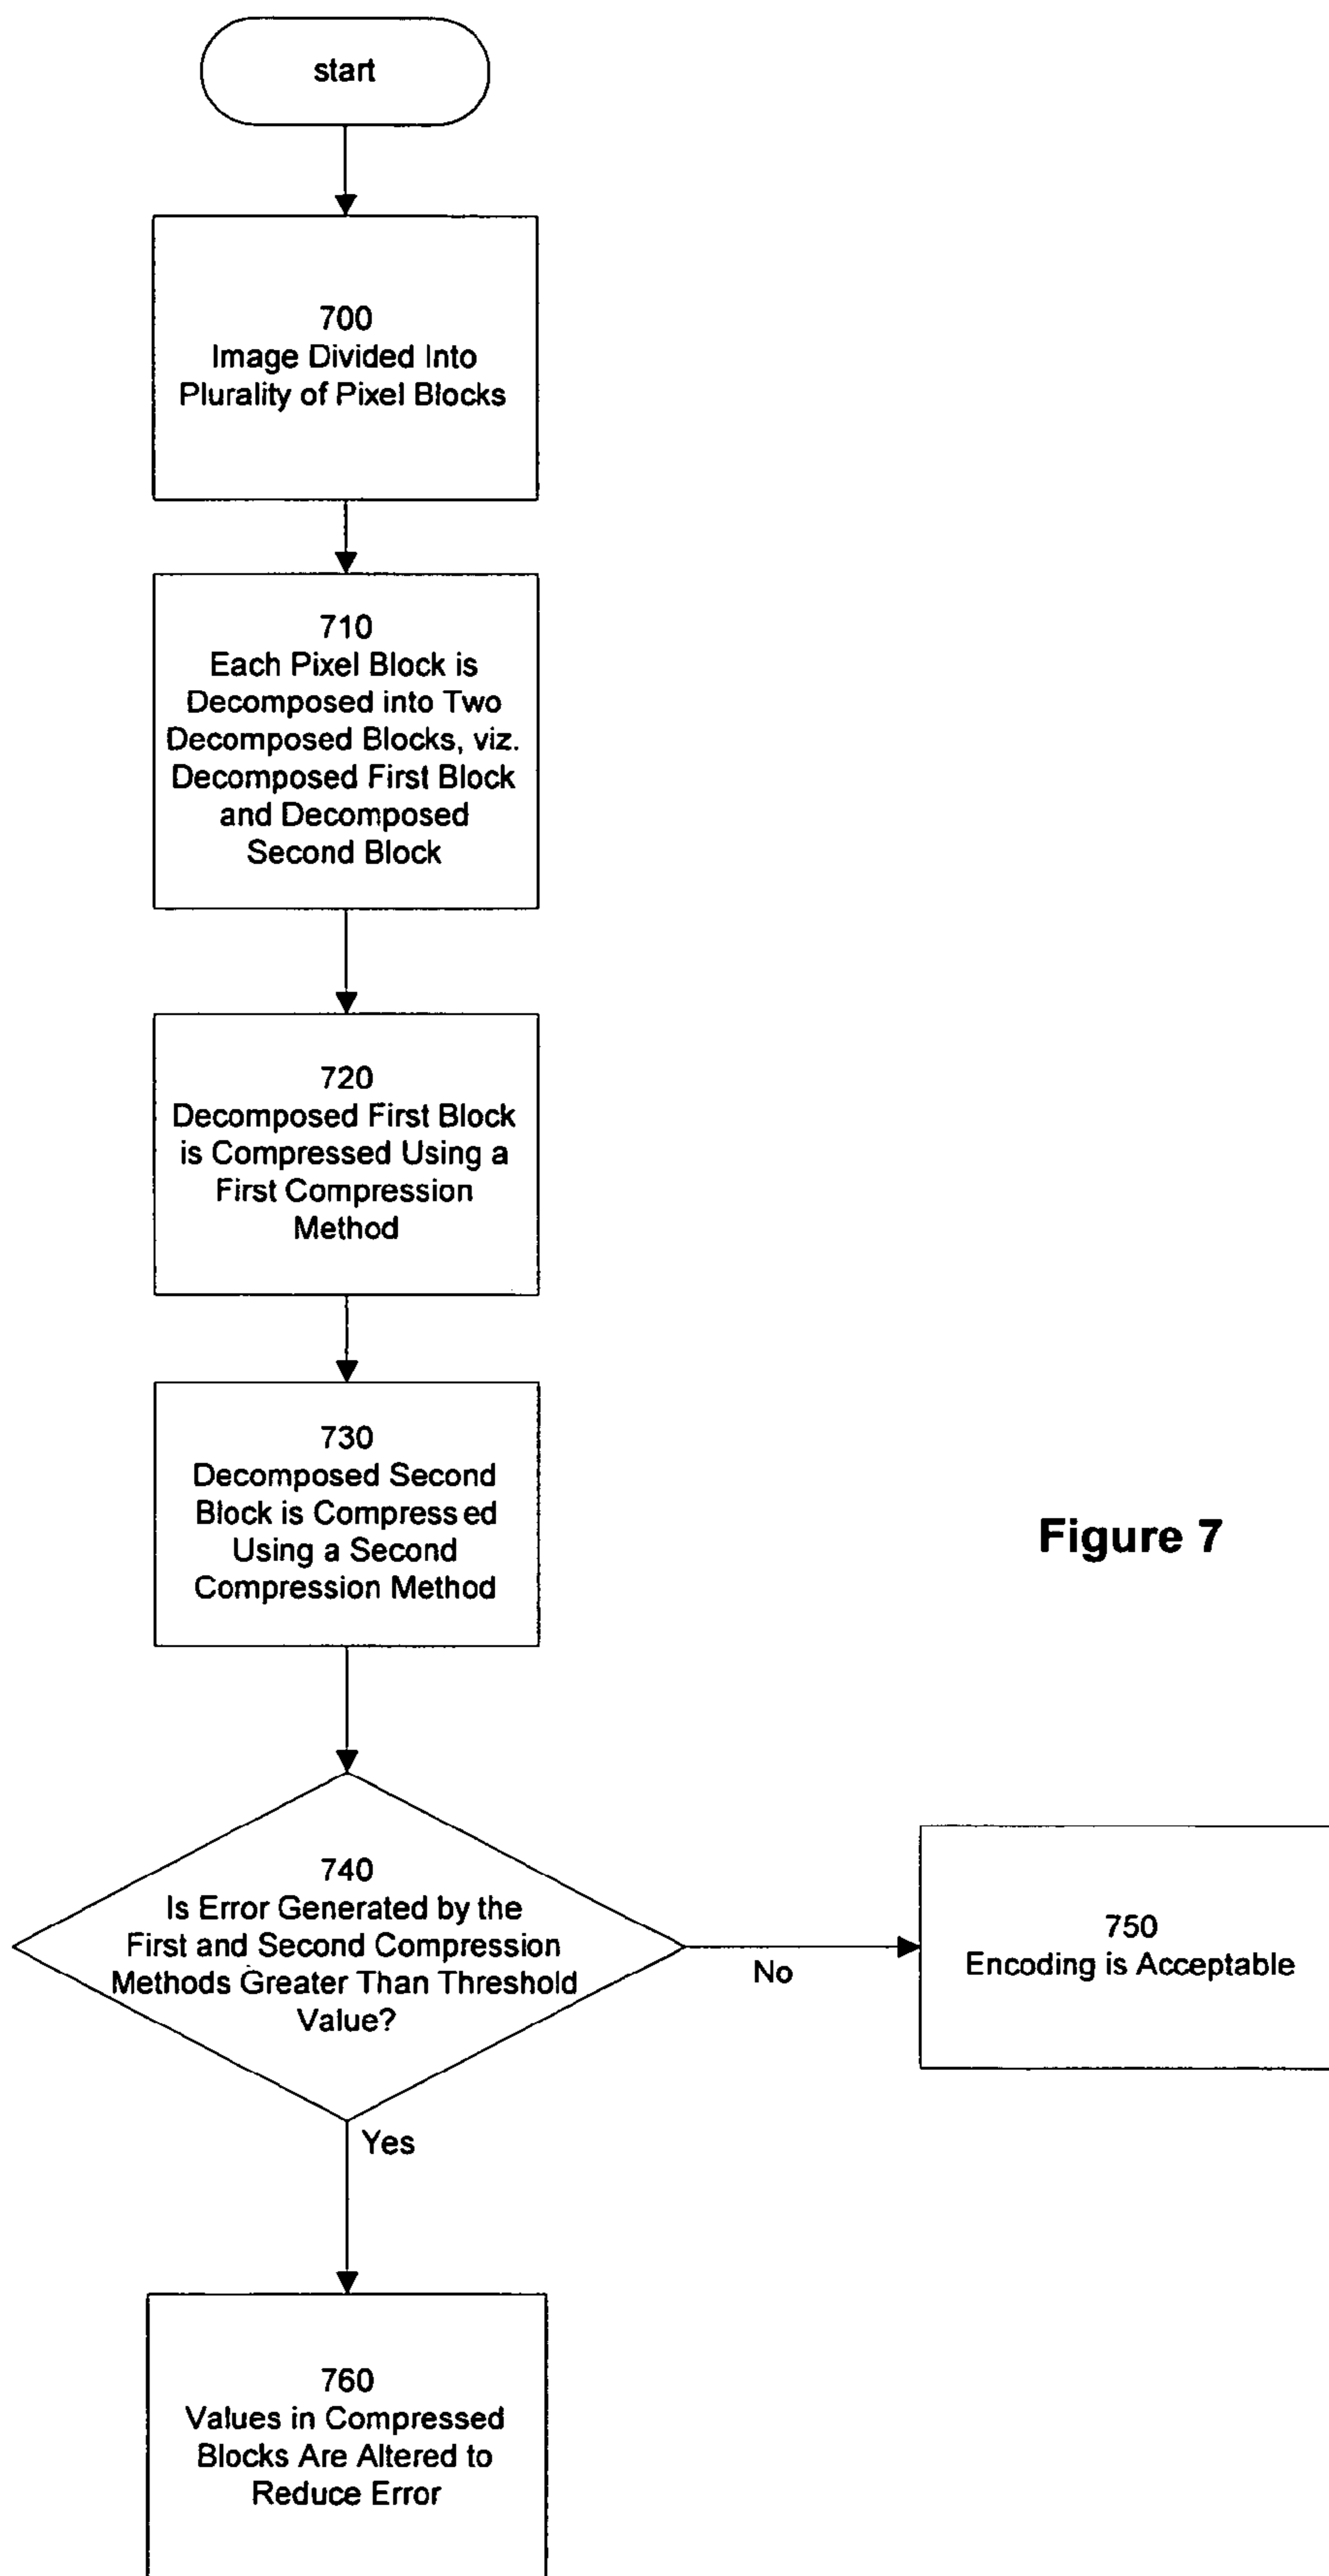 start
700
Image Divided Into
Plurality of Pixel Blocks
710
Each Pixel Block is
Decomposed into Two
Decomposed Blocks, viz.
Decomposed First Block
and Decomposed
Second Block
720
Decomposed First Block
is Compressed Using a
First Compression
Method
730
Decomposed Second
Block is Compressed
Using a Second
Compression Method
Figure 7
740
Is Error Generated by the
First and Second Compression
Methods Greater Than Threshold
Value?
No
750
Encoding is Acceptable
Yes
760
Values in Compressed
Blocks Are Altered to
Reduce Error